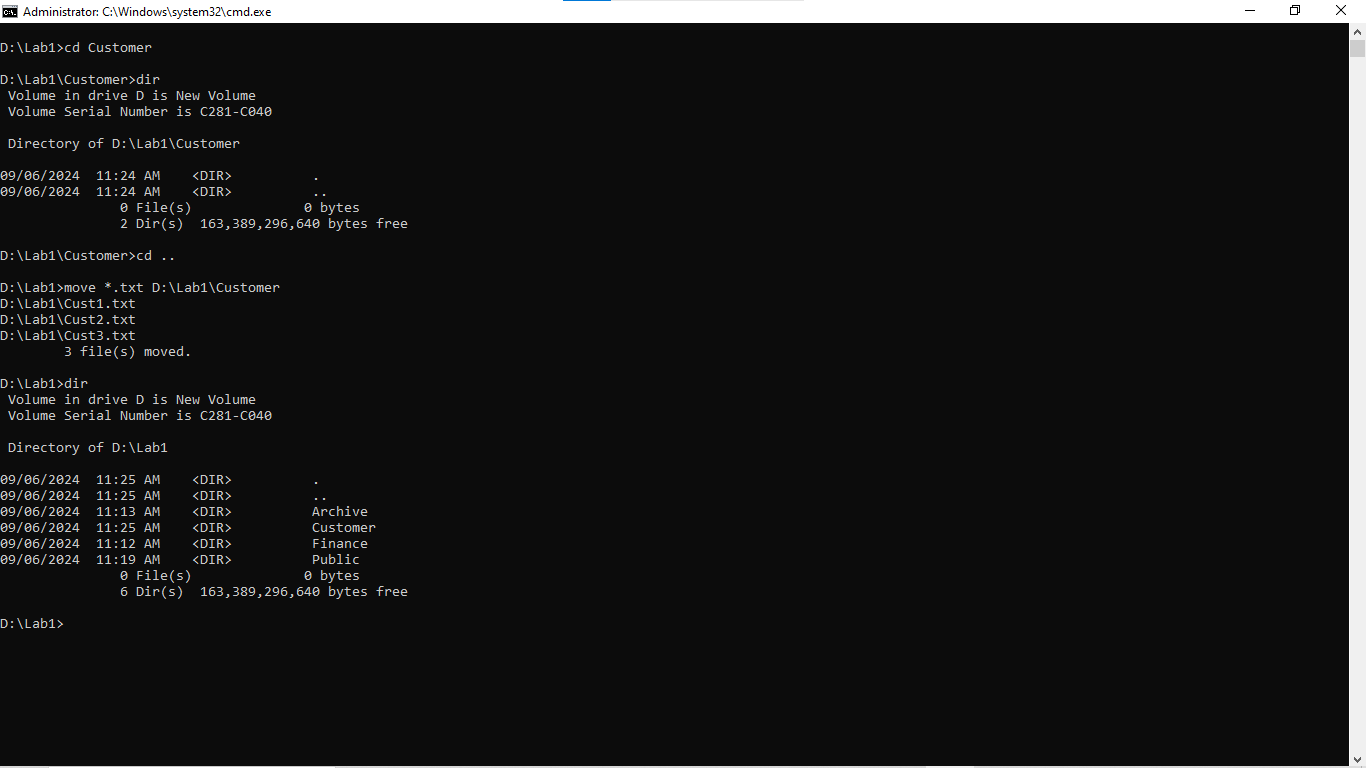 Administrator: C:\Windows\system32\cmd.exe
D:\Lab1>cd Customer
D:\Lab1\Customer>dir
 Volume in drive D is New Volume
 Volume Serial Number is C281-C040
 Directory of D:\Lab1\Customer
09/06/2024  11:24 AM    <DIR>          .
09/06/2024  11:24 AM    <DIR>          ..
               0 File(s)              0 bytes
               2 Dir(s)  163,389,296,640 bytes free
D:\Lab1\Customer>cd ..
D:\Lab1>move *.txt D:\Lab1\Customer
D:\Lab1\Cust1.txt
D:\Lab1\Cust2.txt
D:\Lab1\Cust3.txt
        3 file(s) moved.
D:\Lab1>dir
 Volume in drive D is New Volume
 Volume Serial Number is C281-C040
 Directory of D:\Lab1
09/06/2024  11:25 AM    <DIR>          .
09/06/2024  11:25 AM    <DIR>          ..
09/06/2024  11:13 AM    <DIR>          Archive
09/06/2024  11:25 AM    <DIR>          Customer
09/06/2024  11:12 AM    <DIR>          Finance
09/06/2024  11:19 AM    <DIR>          Public
               0 File(s)              0 bytes
               6 Dir(s)  163,389,296,640 bytes free
D:\Lab1>